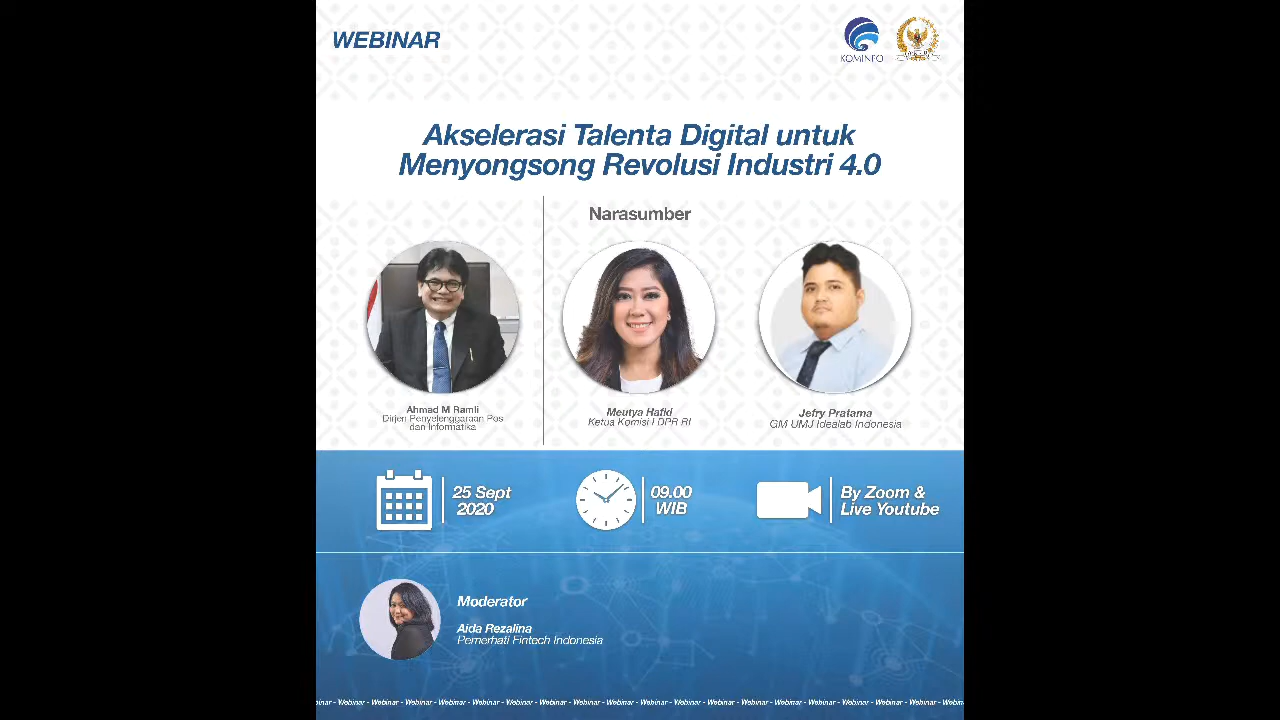 WEBINAR
KOMINFO
Akselerasi Talenta Digital untuk
Menyongsong Revolusi Industri 4.0
Narasumber
Ahmad M Ramli
Dirjen Penyelenggaraan Pos
dan Informatika
Meutya Hafid
Ketua Komisi I DPR RI
Jefry Pratama
GM UMJ Idealab Indonesia
25 Sept
2020
09.00
WIB
By Zoom &
Live Youtube
Moderator
Aida Rezalina
Pemerhati Fintech Indonesia
binar - Webinar - Webinar - Webinar - Webinar - Webinar - Webinar - Webinar - Webinar - Webinar - Webinar - Webinar - Webinar - Webinar - Webinar - Webinar - Webinar - Webinar - Webinar - Webin